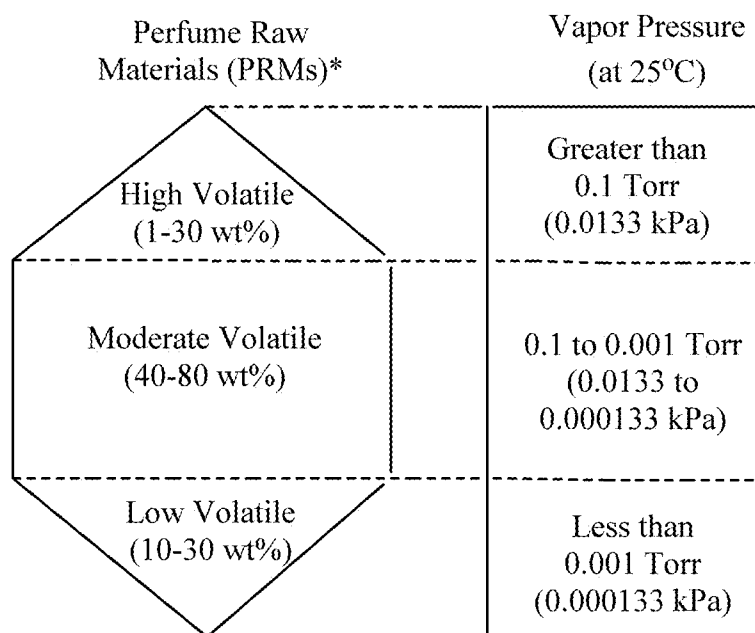 Perfume Raw
Materials (PRMs)*
Vapor Pressure
(at 25°C)
High Volatile
(1-30 wt%)
Greater than
0.1 Torr
(0.0133 kPa)
Moderate Volatile
(40-80 wt%)
0.1 to 0.001 Torr
(0.0133 to
0.000133 kPa)
Low Volatile
(10-30 wt%)
Less than
0.001 Torr
(0.000133 kPa)